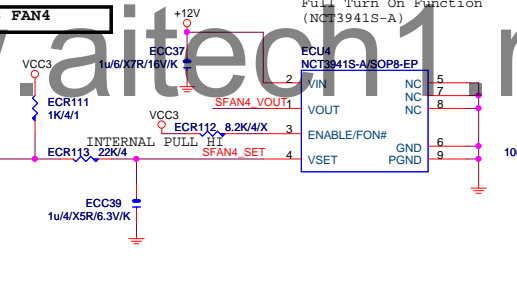 Full Turn On Function
(NCT3941S-A)
FAN4
+12V
ECC37
1u/6/X7R/16V/K
ECU4
NCT3941S-A/SOP8-EP
VCC3
ECR111
1K/4/1
SFAN4_VOUT
1
2
3
4
VIN
VOUT
ENABLE/FON#
VSET
NC
NC
NC
GND
PGND
5
7
8
6
9
VCC3
ECR112
8.2K/4/X
INTERNAL PULL HI
ECR113
22K/4
SFAN4_SET
ECC39
1u/4/X5R/6.3V/K
10
.aitech1.